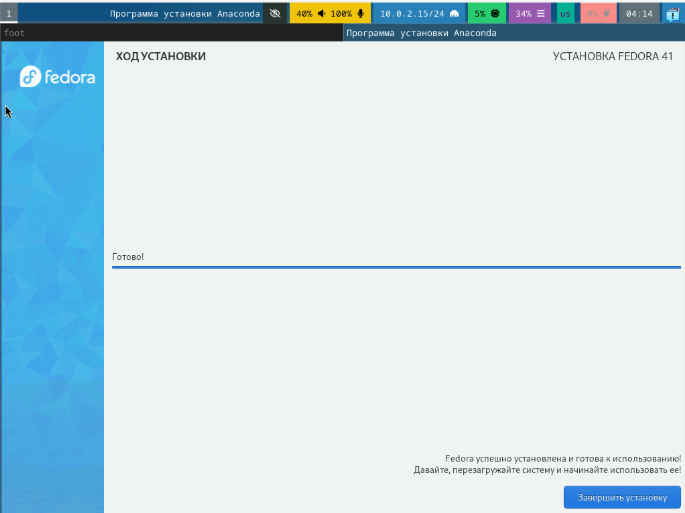 1 Программа установки Anaconda 40% 100% 10.0.2.15/24 5% 34% us 0% 04:14
foot Программа установки Anaconda
fedora ХОД УСТАНОВКИ УСТАНОВКА FEDORA 41
Готово!
Fedora успешно установлена и готова к использованию!
Давайте, перезагружайте систему и начинайте использовать ее!
Завершить установку